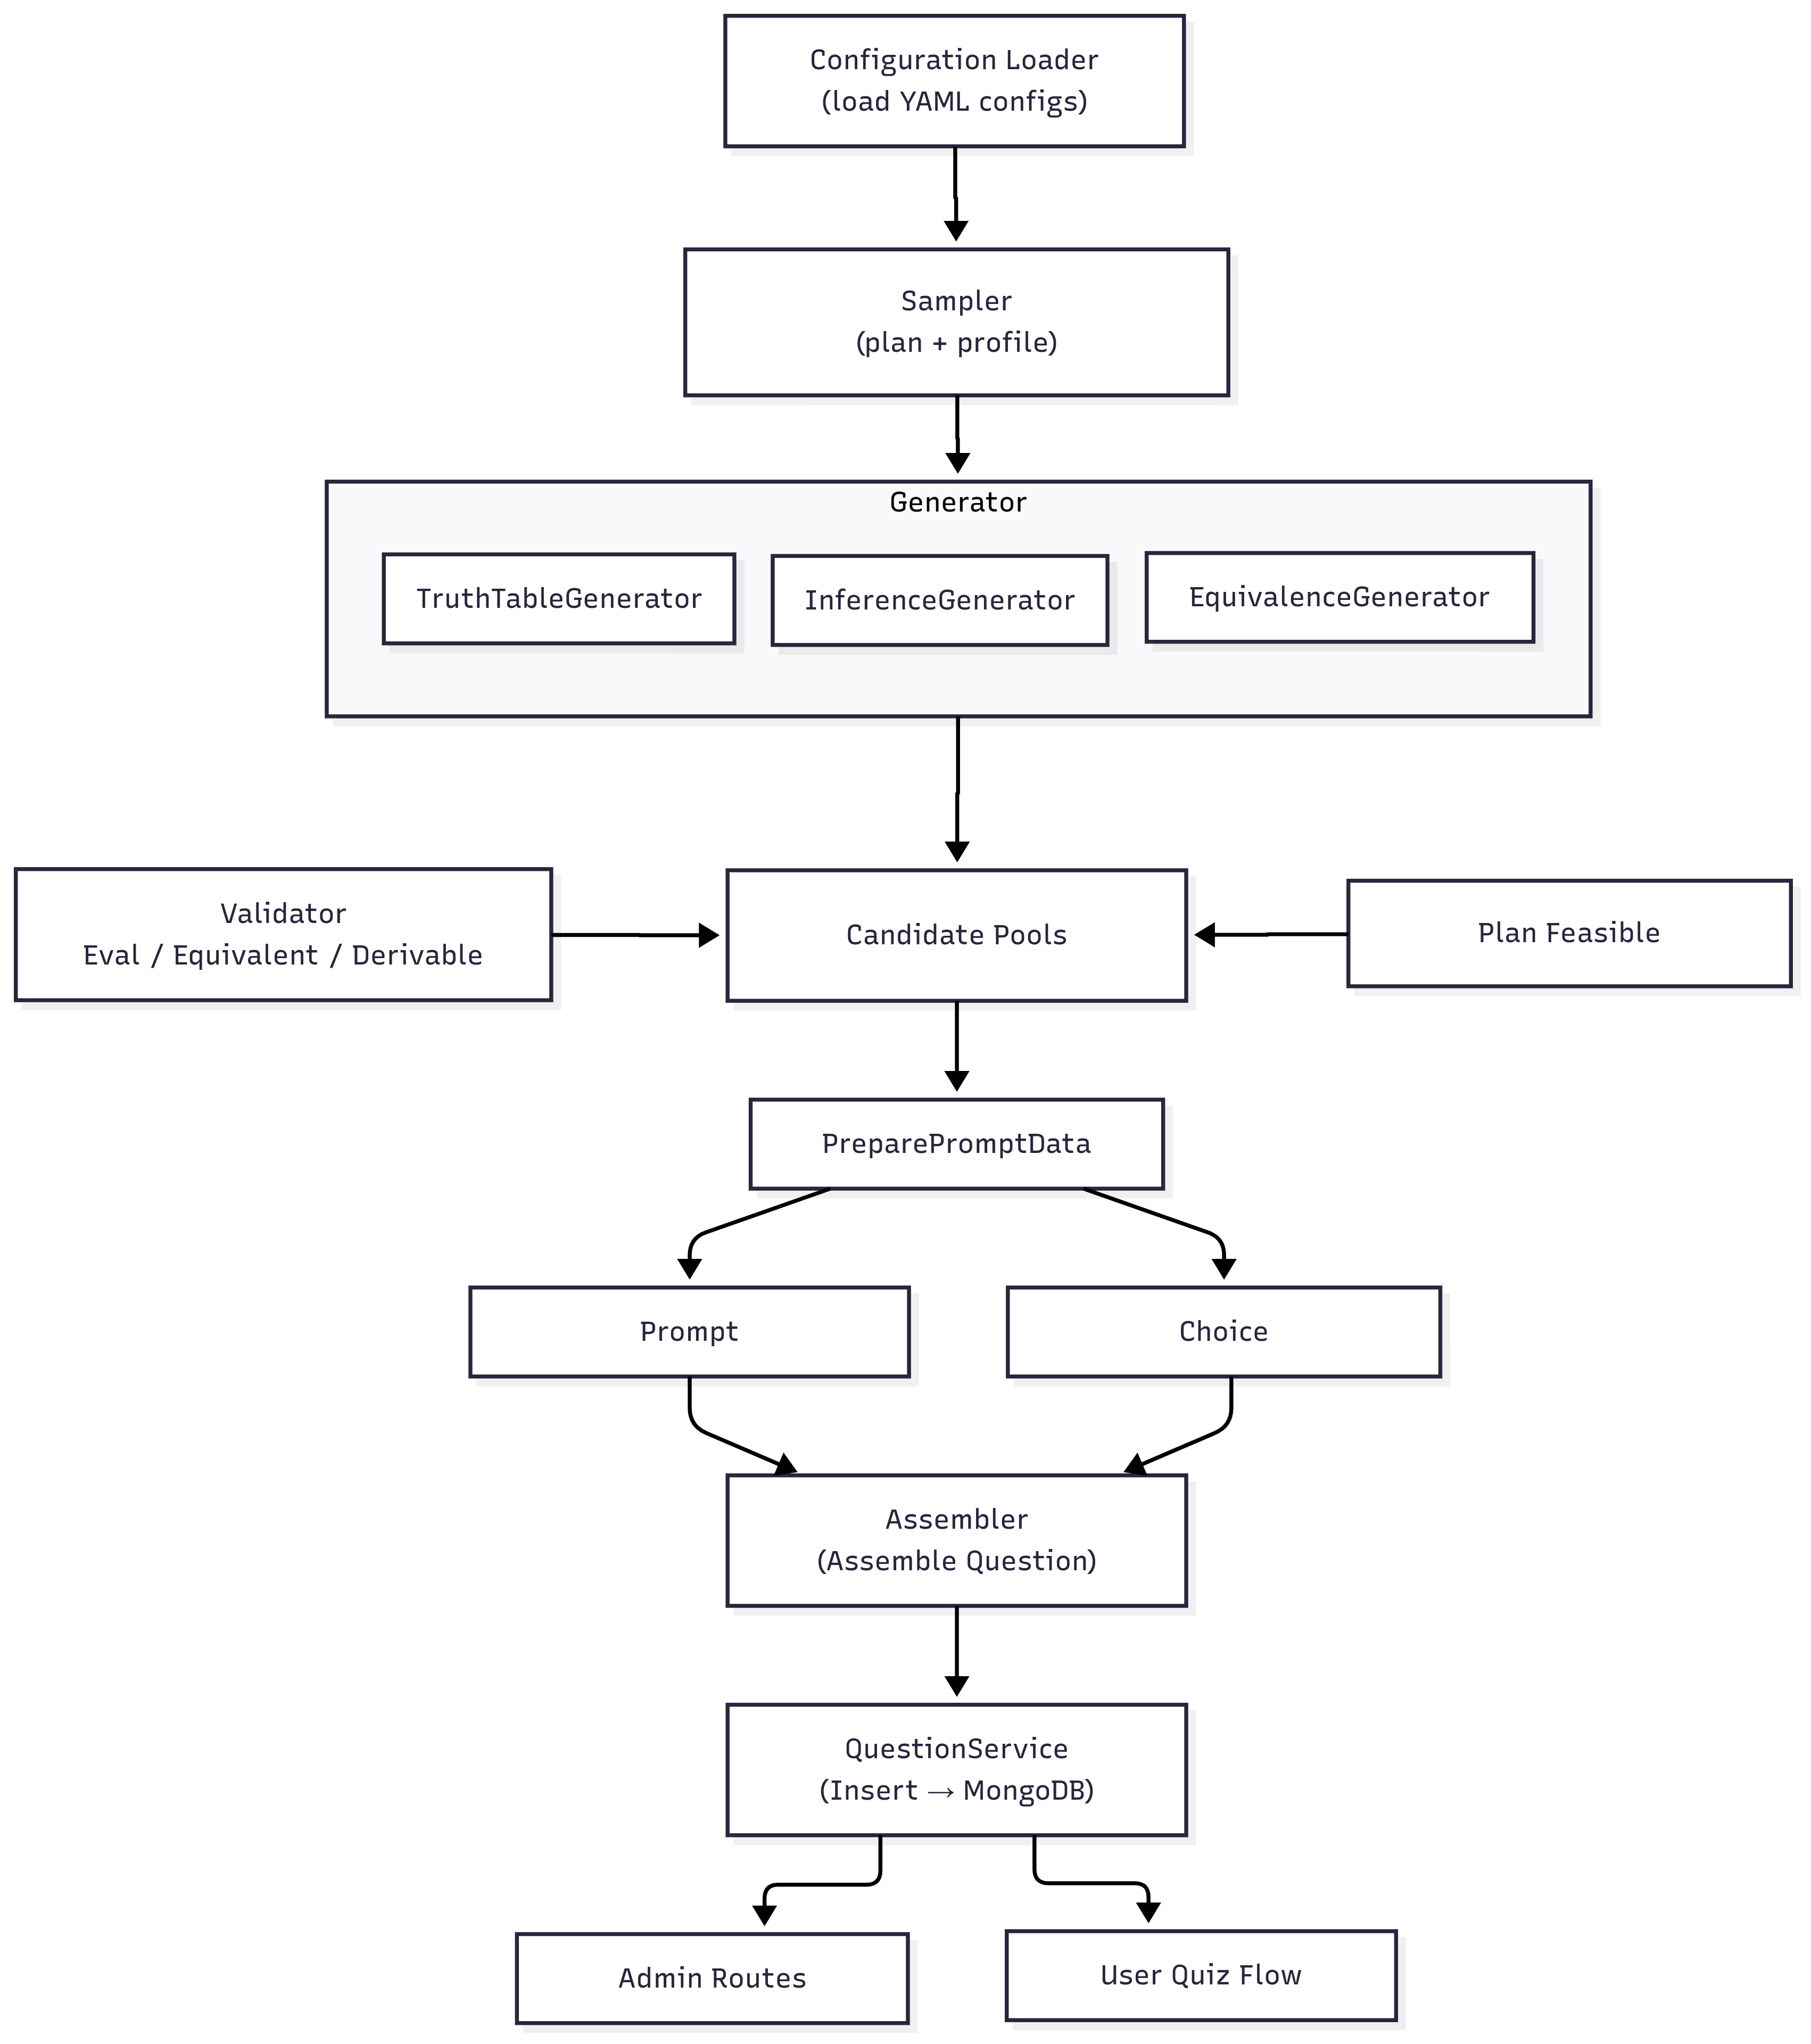 Configuration Loader
(load YAML configs)
Sampler
(plan + profile)
Generator
TruthTableGenerator
InferenceGenerator
EquivalenceGenerator
Validator
Eval / Equivalent / Derivable
Candidate Pools
Plan Feasible
PreparePromptData
Prompt
Choice
Assembler
(Assemble Question)
QuestionService
(Insert → MongoDB)
Admin Routes
User Quiz Flow